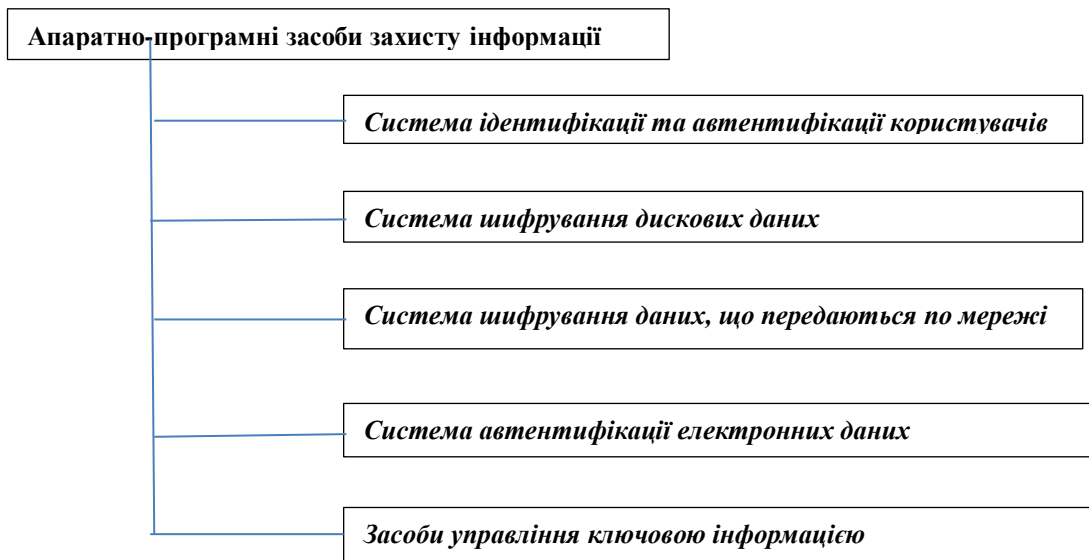 Апаратно-програмні засоби захисту інформації
Система ідентифікації та автентифікації користувачів
Система шифрування дискових даних
Система шифрування даних, що передаються по мережі
Система автентифікації електронних даних
Засоби управління ключовою інформацією